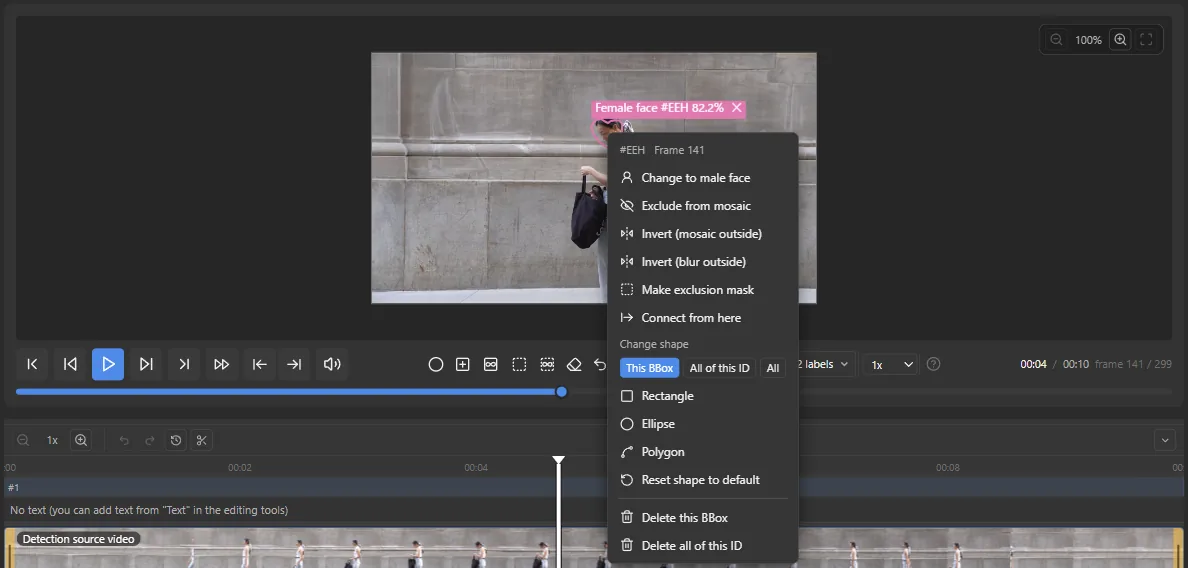 100%
Female face #EEH 82.2%
#EEH Frame 141
Change to male face
Exclude from mosaic
Invert (mosaic outside)
Invert (blur outside)
Make exclusion mask
Connect from here
Change shape
This BBox All of this ID All
Rectangle
Ellipse
Polygon
Reset shape to default
Delete this BBox
Delete all of this ID
2 labels 1x 00:04 / 00:10 frame 141 / 299
1x
:00 00:02 00:04 00:08 00
#1
No text (you can add text from "Text" in the editing tools)
Detection source video